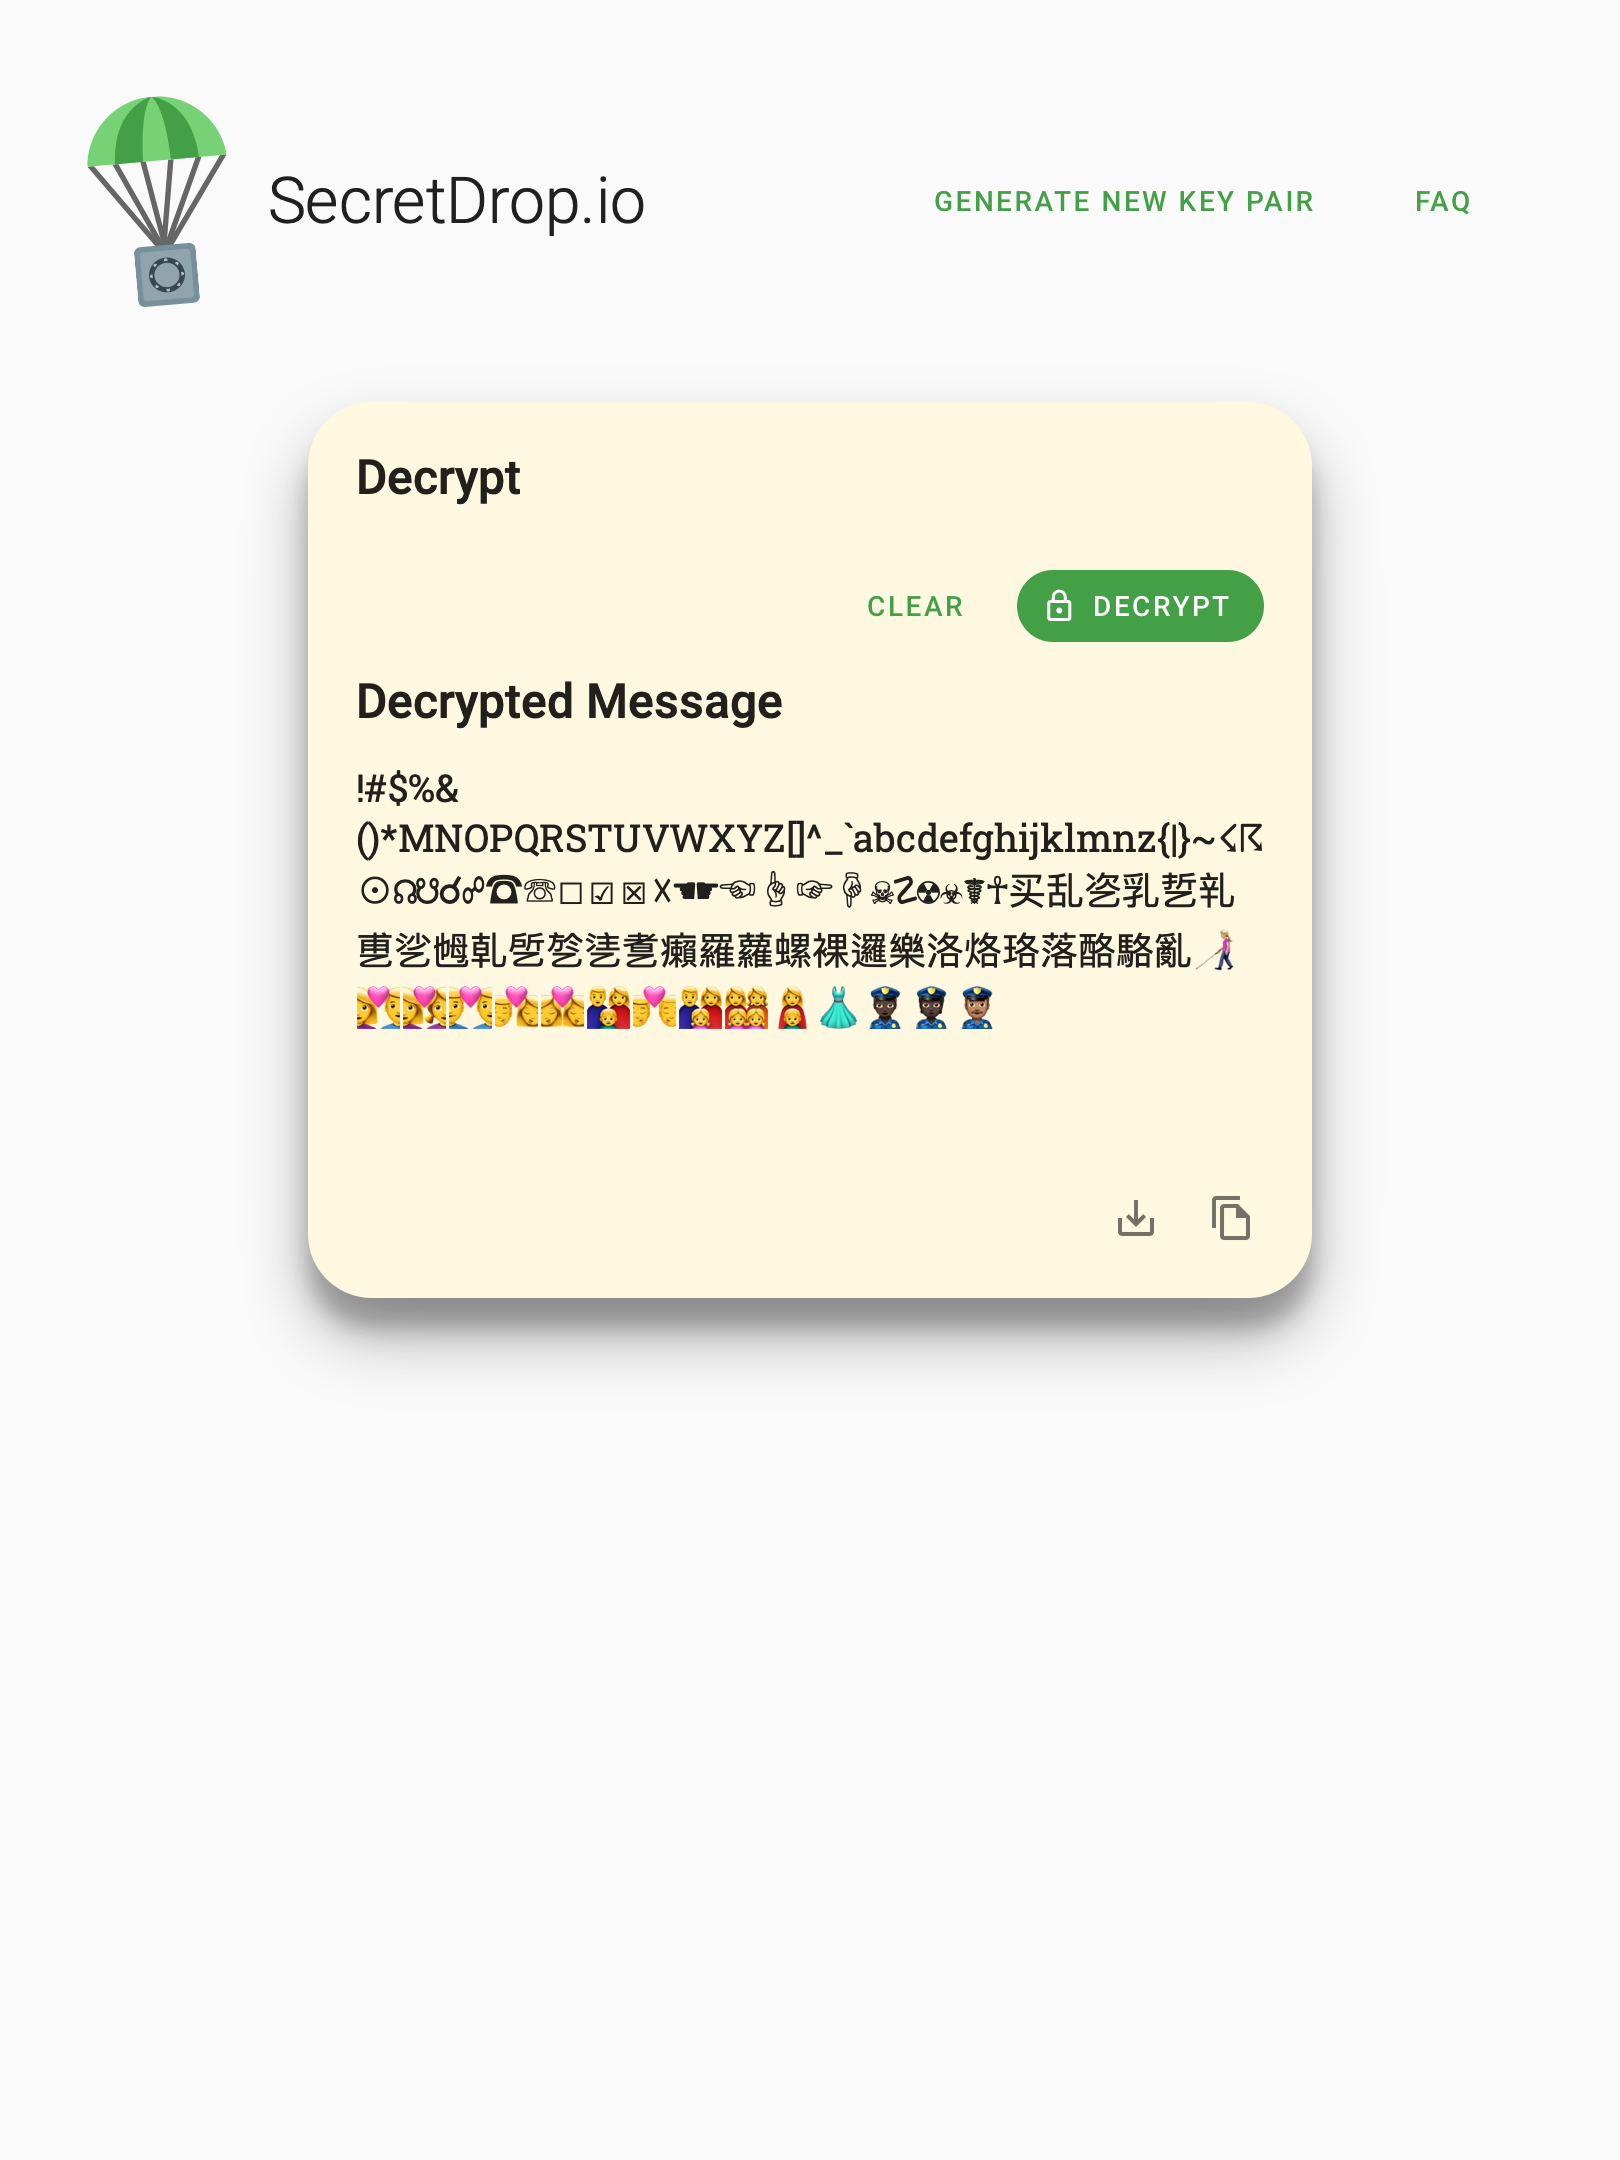 SecretDrop.io
GENERATE NEW KEY PAIR
FAQ
Decrypt
CLEAR
DECRYPT
Decrypted Message
!#$%&
()*MNOPQRSTUVWXYZ[]^_`abcdefghijklmnz{|}~☇☈
☉☊☋☌☍☎☏☐☑☒☓☚☛☜☝☞☟☠☡☢☣☤☥买乱乲乳乴乵
乶乷乸乹乺乻乼乽癩羅蘿螺裸邏樂洛烙珞落酪駱亂